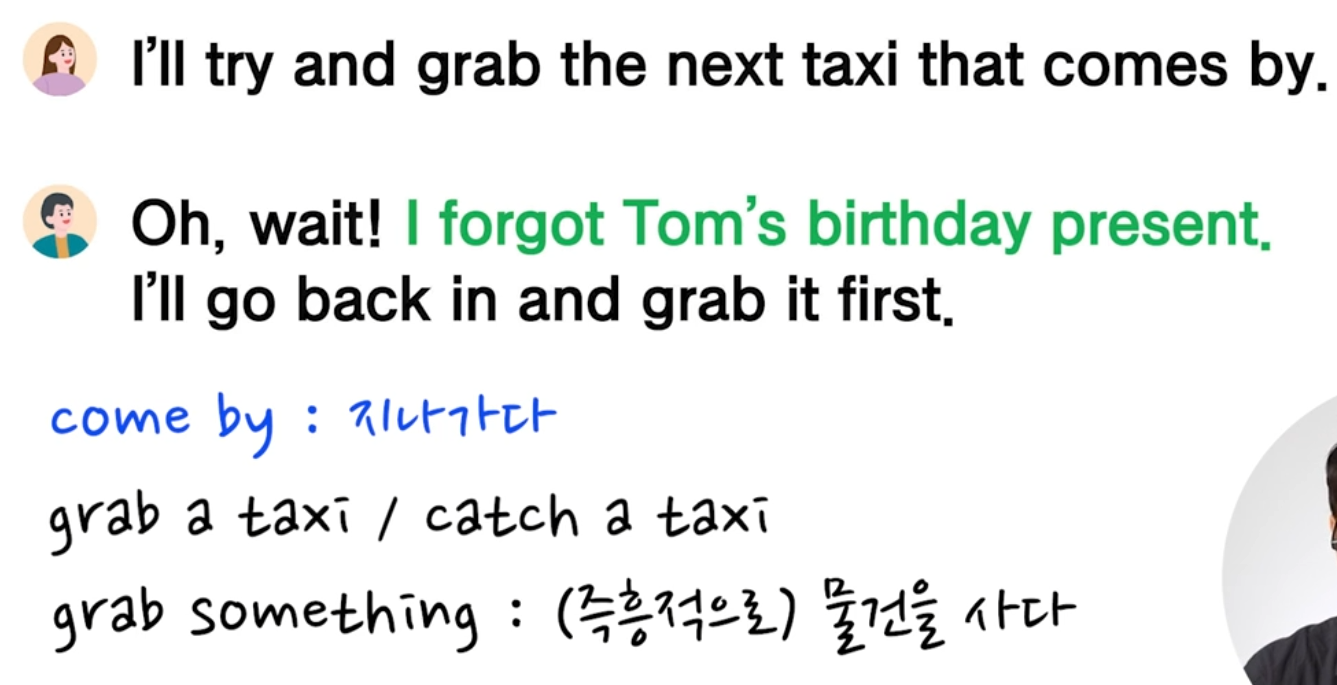 I'll try and grab the next taxi that comes by.
Oh, wait! I forgot Tom's birthday present.
I'll go back in and grab it first.
come by : 지나가다
grab a taxi / catch a taxi
grab something : (즉흥적으로) 물건을 사다